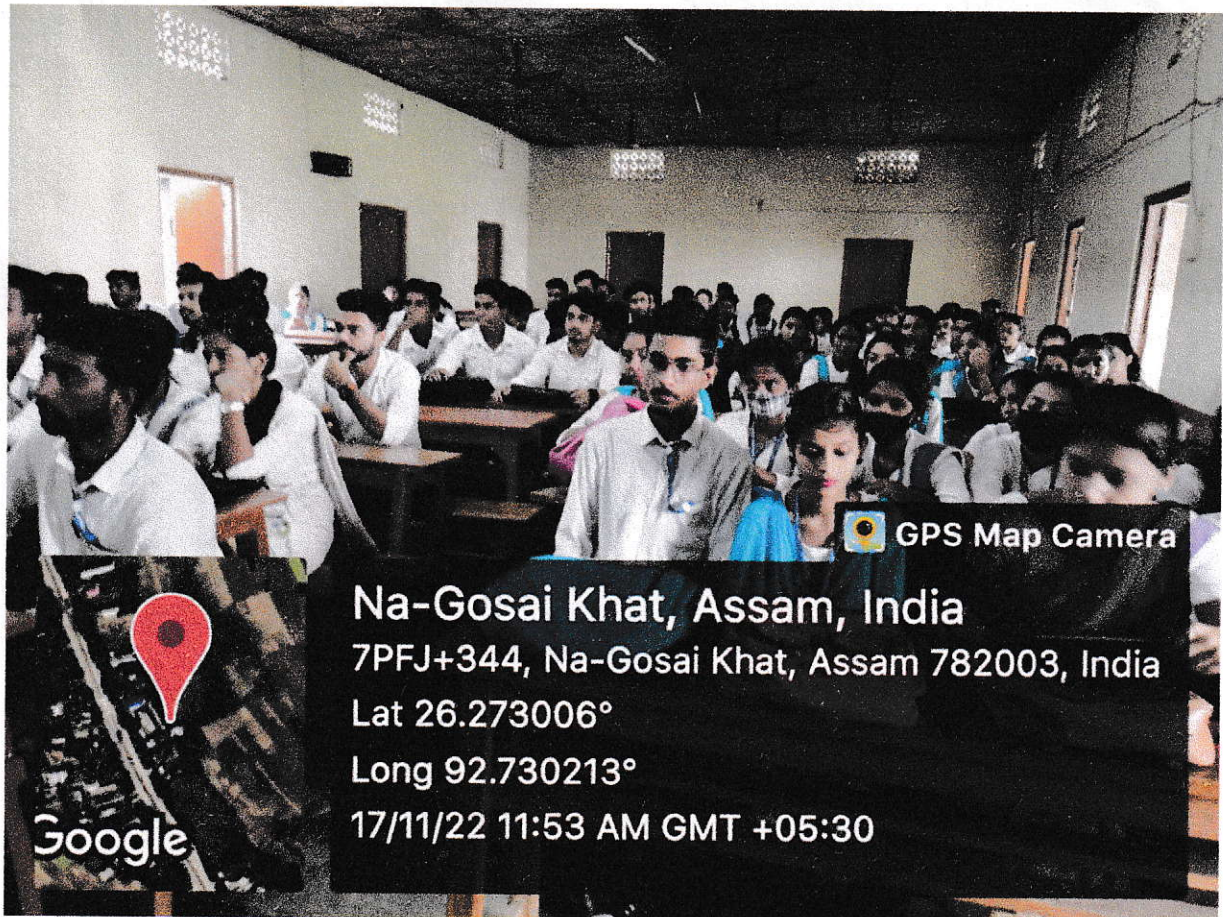 GPS Map Camera
Na-Gosai Khat, Assam, India
7PFJ+344, Na-Gosai Khat, Assam 782003, India
Lat 26.273006°
Long 92.730213°
17/11/22 11:53 AM GMT +05:30
Google